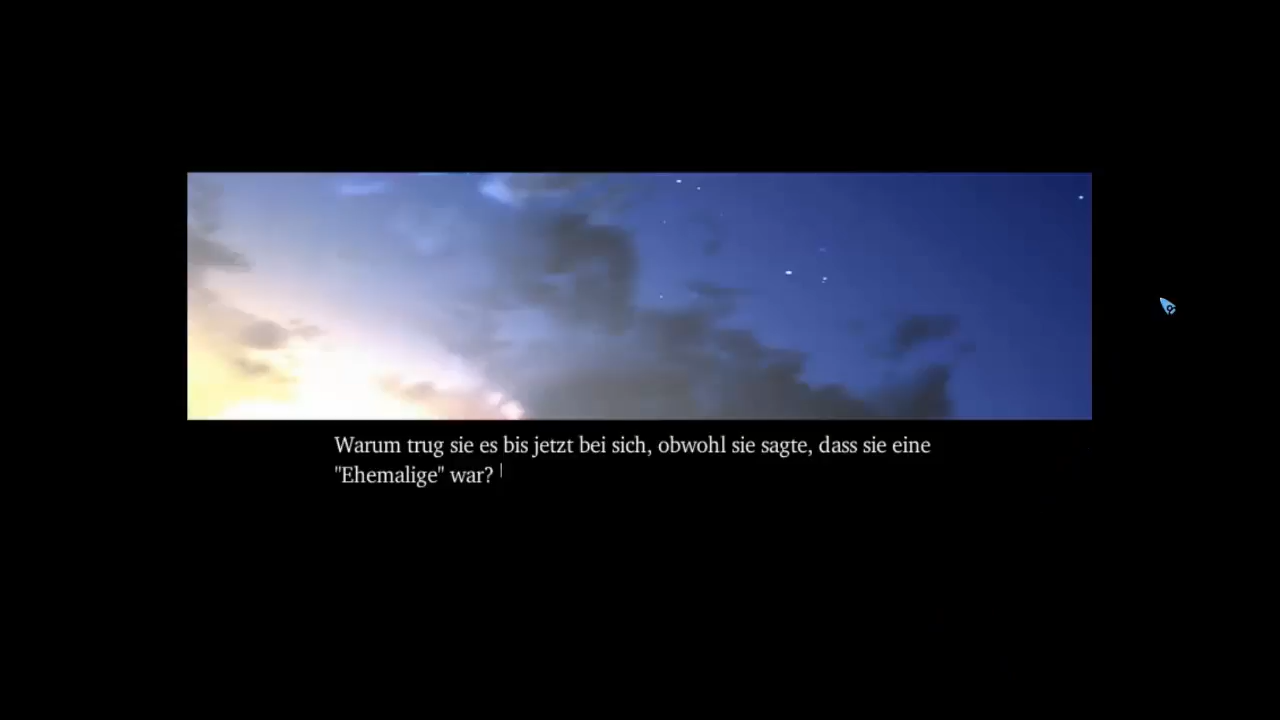 Warum trug sie es bis jetzt bei sich, obwohl sie sagte, dass sie eine
"Ehemalige" war?